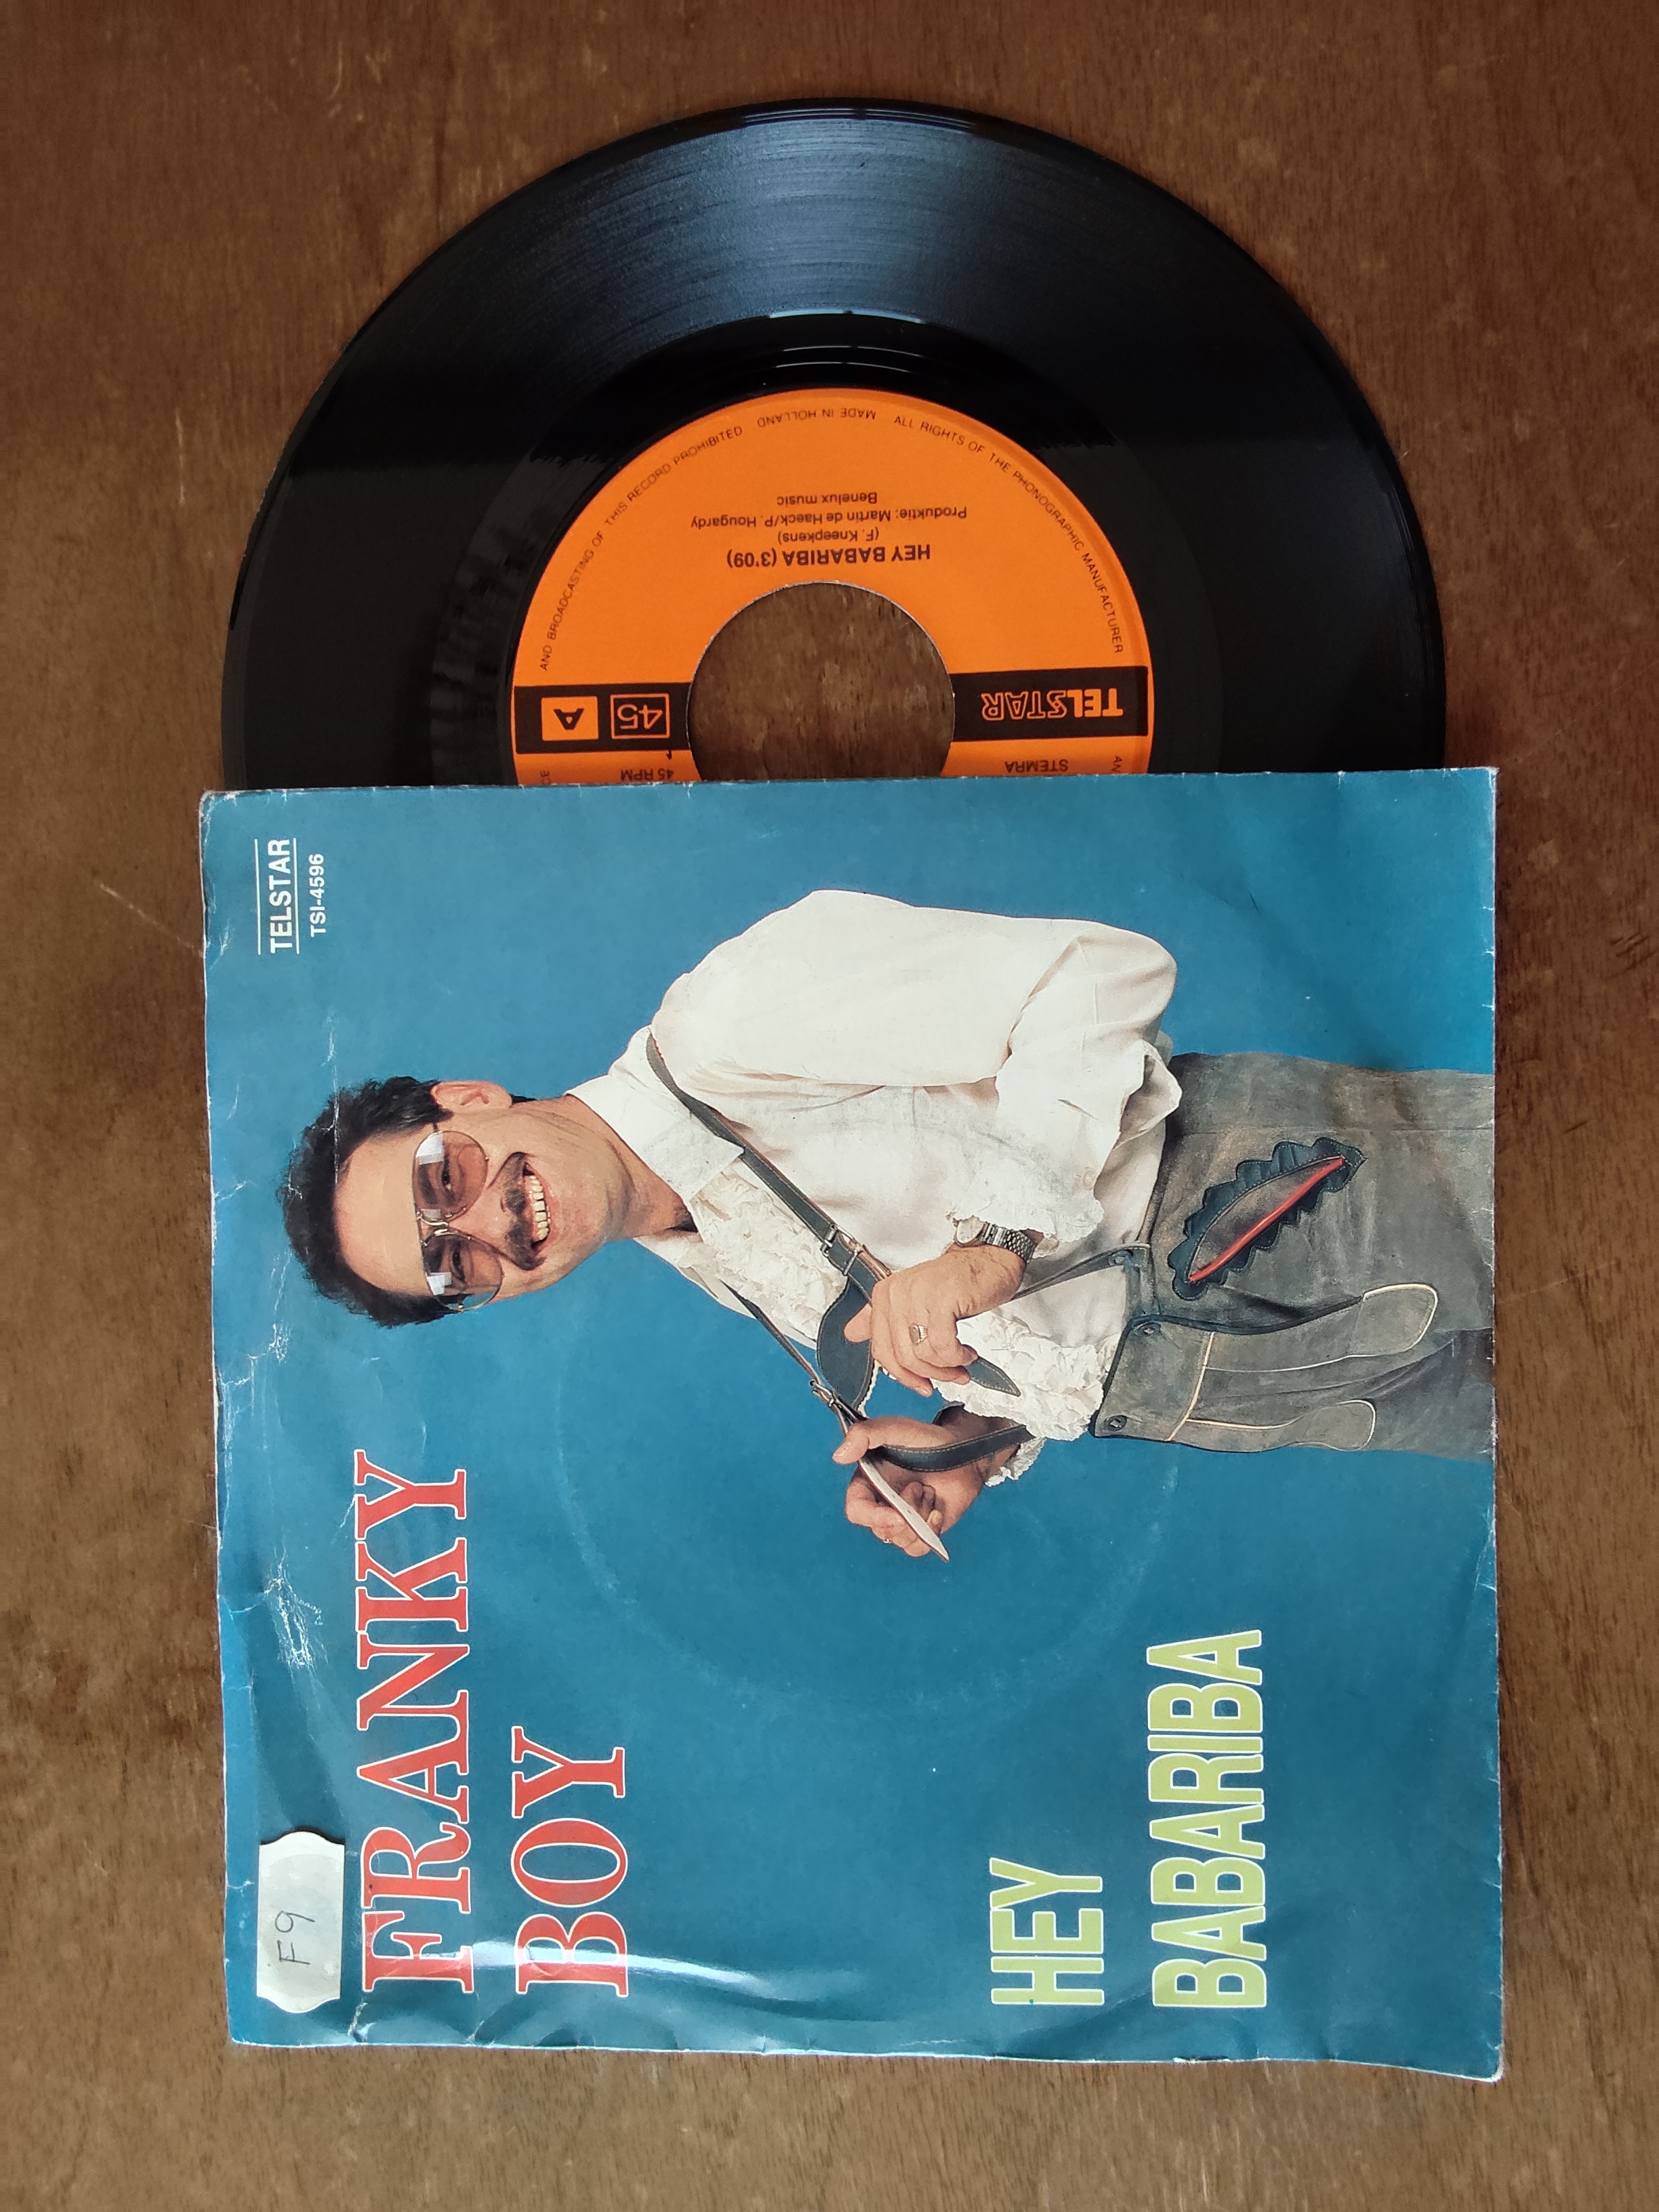 F9
FRANKY
BOY
HEY
BABARIBA
TELSTAR
TSI-4596
TELSTAR
45
A
STEMRA
45 RPM
HEY BABARIBA (3'09)
(F. Kneepkens)
Produktie: Martin de Haeck/P. Hougardy
Benelux music
AND BROADCASTING OF THIS RECORD PROHIBITED
MADE IN HOLLAND
ALL RIGHTS OF THE PHONOGRAPHIC MANUFACTURER